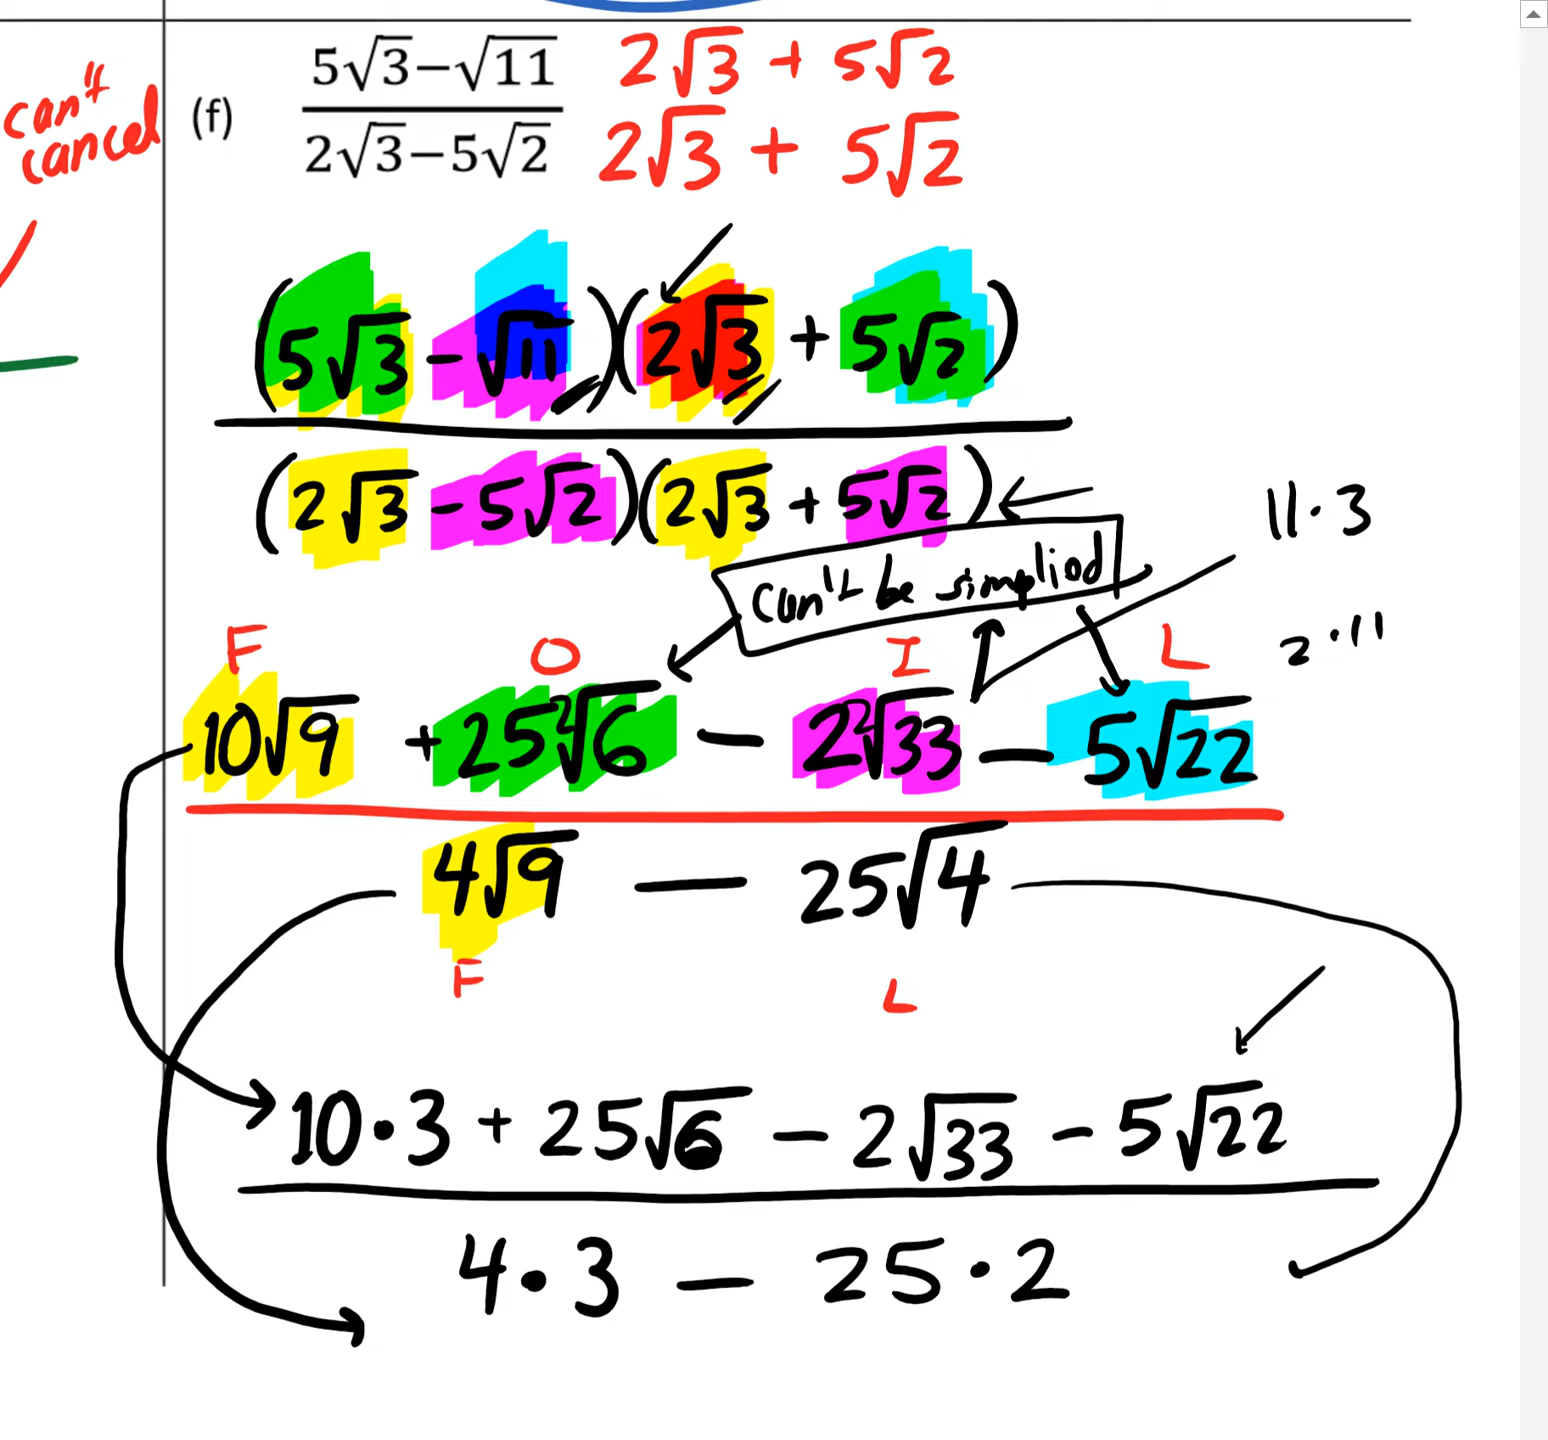 can't
cancel
(f) (5√3−√11)/(2√3−5√2) (2√3 + 5√2)/(2√3 + 5√2)
(5√3 - √11)(2√3 + 5√2)
(2√3 - 5√2)(2√3 + 5√2)
11·3
can't be simplied
2·11
F O I L
10√9 + 25²√6 − 2²√33 − 5√22
4√9 − 25√4
F L
10·3 + 25√6 − 2√33 − 5√22
4·3 − 25·2